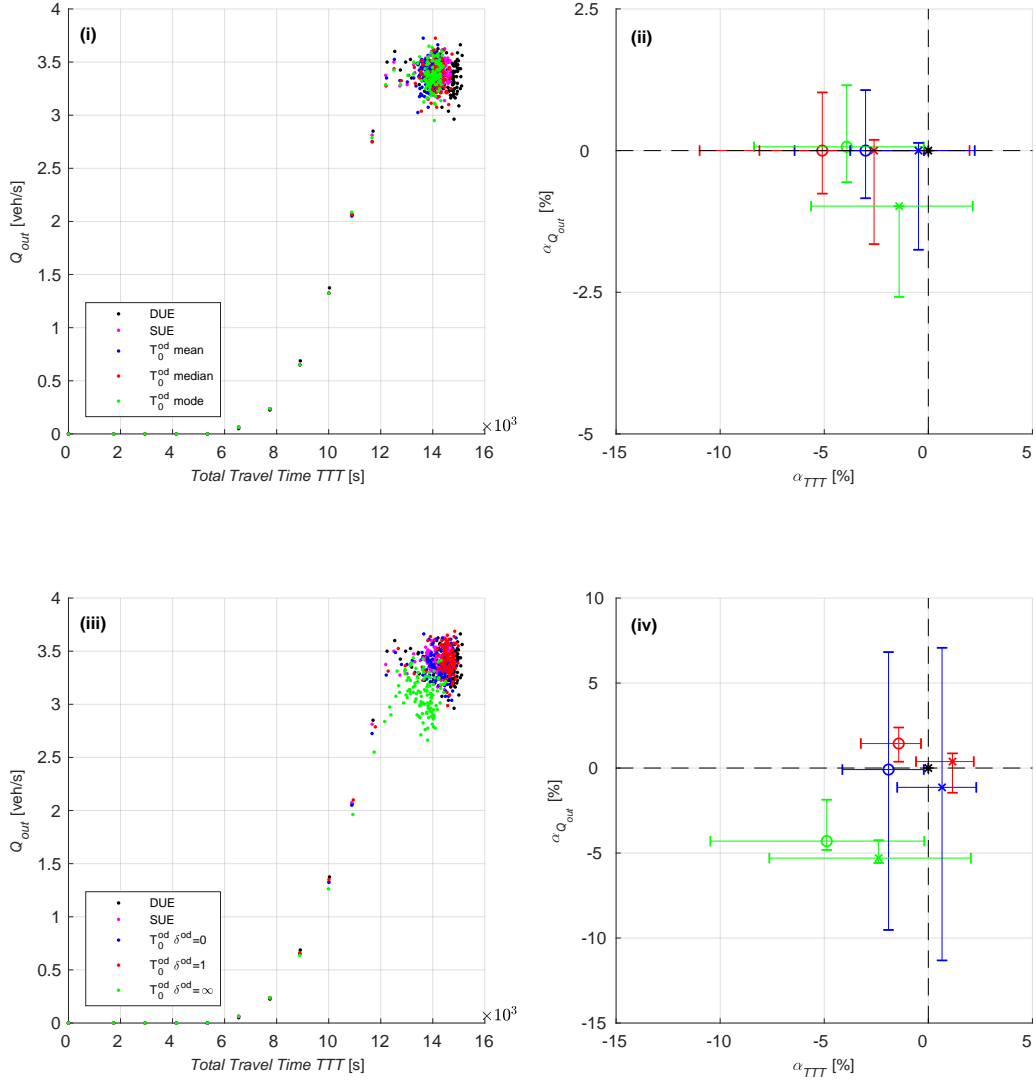 (i)
4
3.5
3
2.5
2
1.5
1
0.5
0
Q_out [veh/s]
DUE
SUE
T_0^od mean
T_0^od median
T_0^od mode
0 2 4 6 8 10 12 14 16
×10^3
Total Travel Time TTT [s]
(ii)
2.5
0
-2.5
-5
α_Q_out [%]
-15 -10 -5 0 5
α_TTT [%]
(iii)
4
3.5
3
2.5
2
1.5
1
0.5
0
Q_out [veh/s]
DUE
SUE
T_0^od δ^od=0
T_0^od δ^od=1
T_0^od δ^od=∞
0 2 4 6 8 10 12 14 16
×10^3
Total Travel Time TTT [s]
(iv)
10
5
0
-5
-10
-15
α_Q_out [%]
-15 -10 -5 0 5
α_TTT [%]